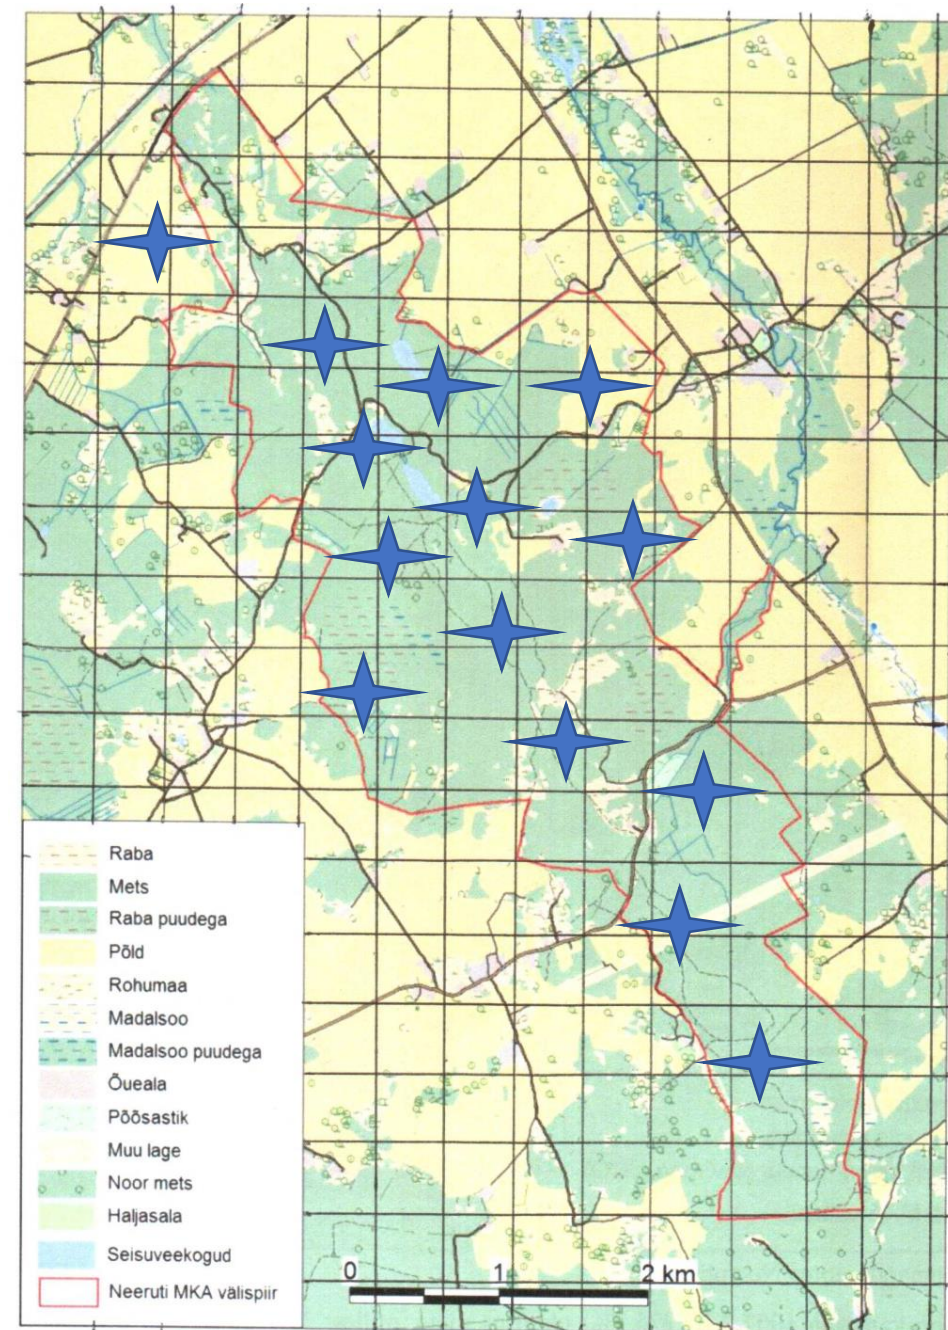 Raba
Mets
Raba puudega
Põld
Rohumaa
Madalsoo
Madalsoo puudega
Õueala
Põõsastik
Muu lage
Noor mets
Haljasala
Seisuveekogud
Neeruti MKA välispiir
0 1 2 km